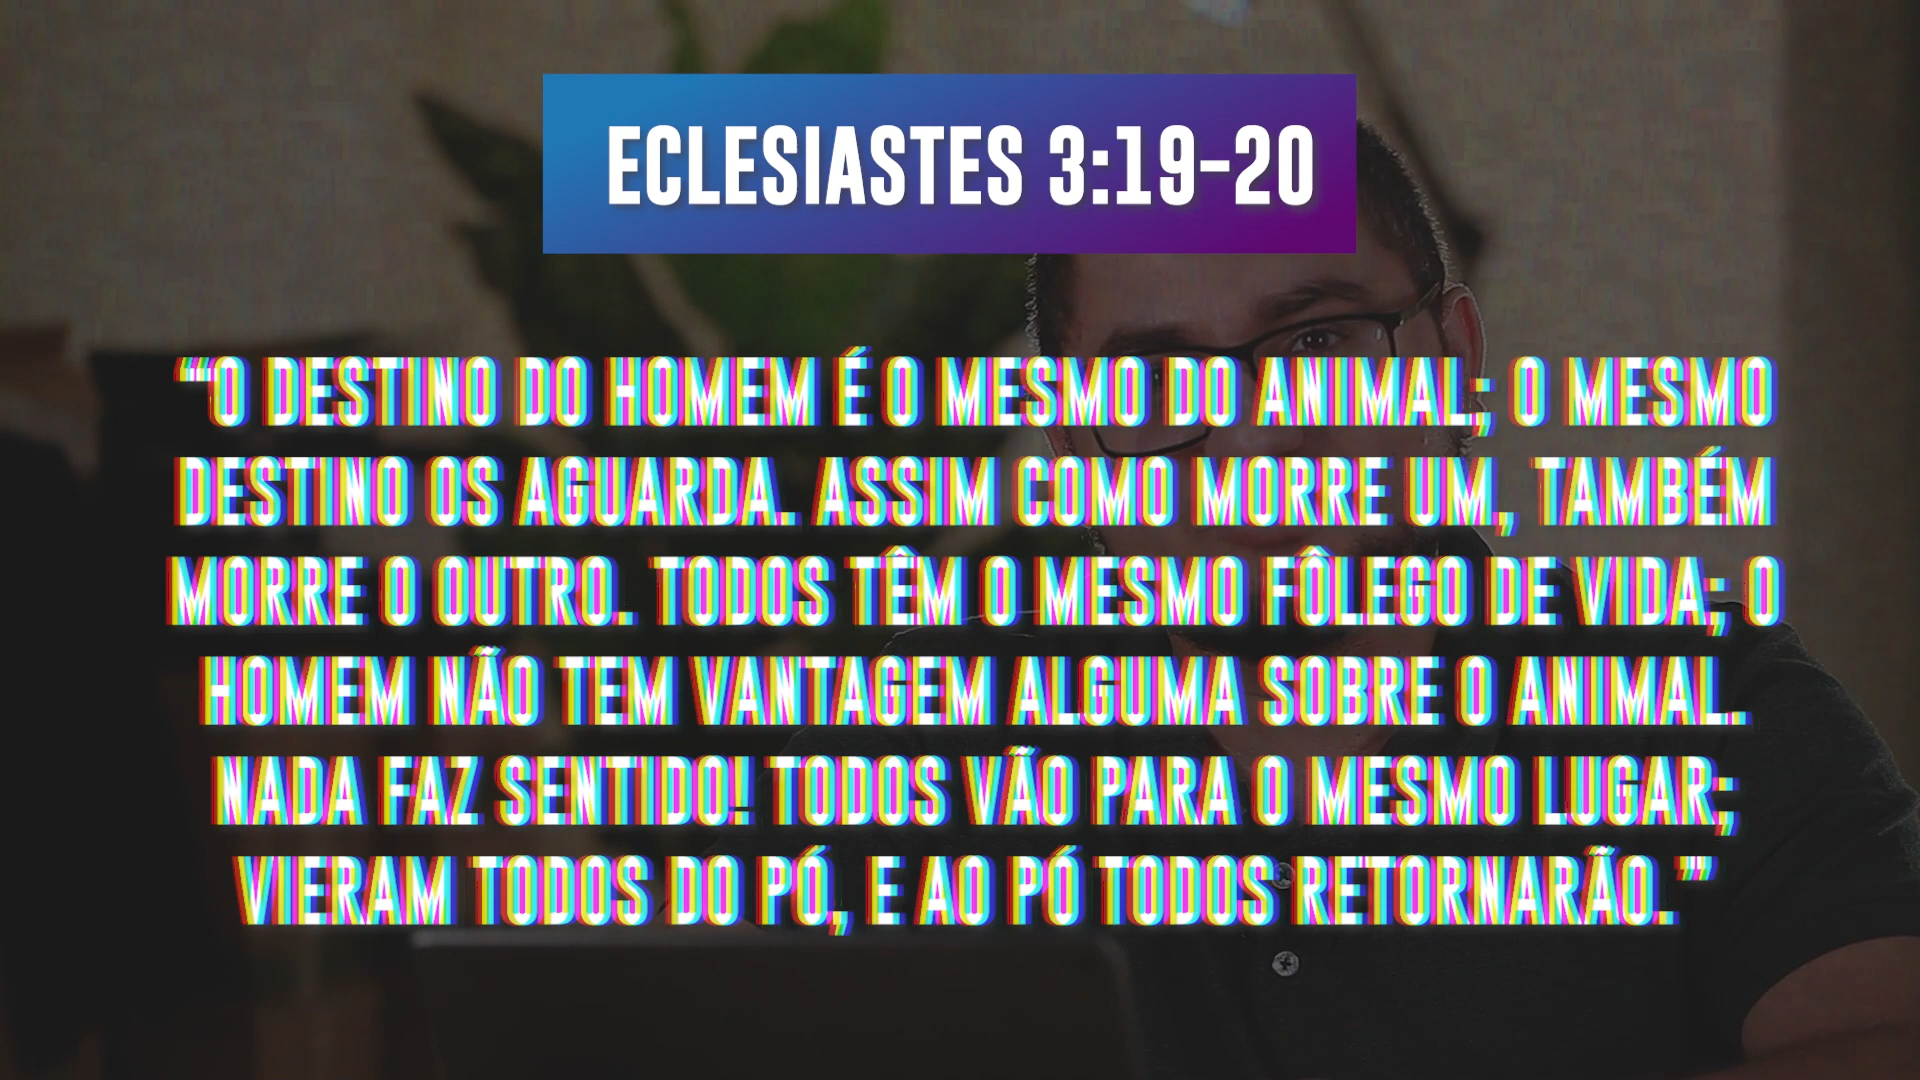 ECLESIASTES 3:19-20
“O DESTINO DO HOMEM É O MESMO DO ANIMAL; O MESMO
DESTINO OS AGUARDA. ASSIM COMO MORRE UM, TAMBÉM
MORRE O OUTRO. TODOS TÊM O MESMO FÔLEGO DE VIDA; O
HOMEM NÃO TEM VANTAGEM ALGUMA SOBRE O ANIMAL.
NADA FAZ SENTIDO! TODOS VÃO PARA O MESMO LUGAR;
VIERAM TODOS DO PÓ, E AO PÓ TODOS RETORNARÃO.”